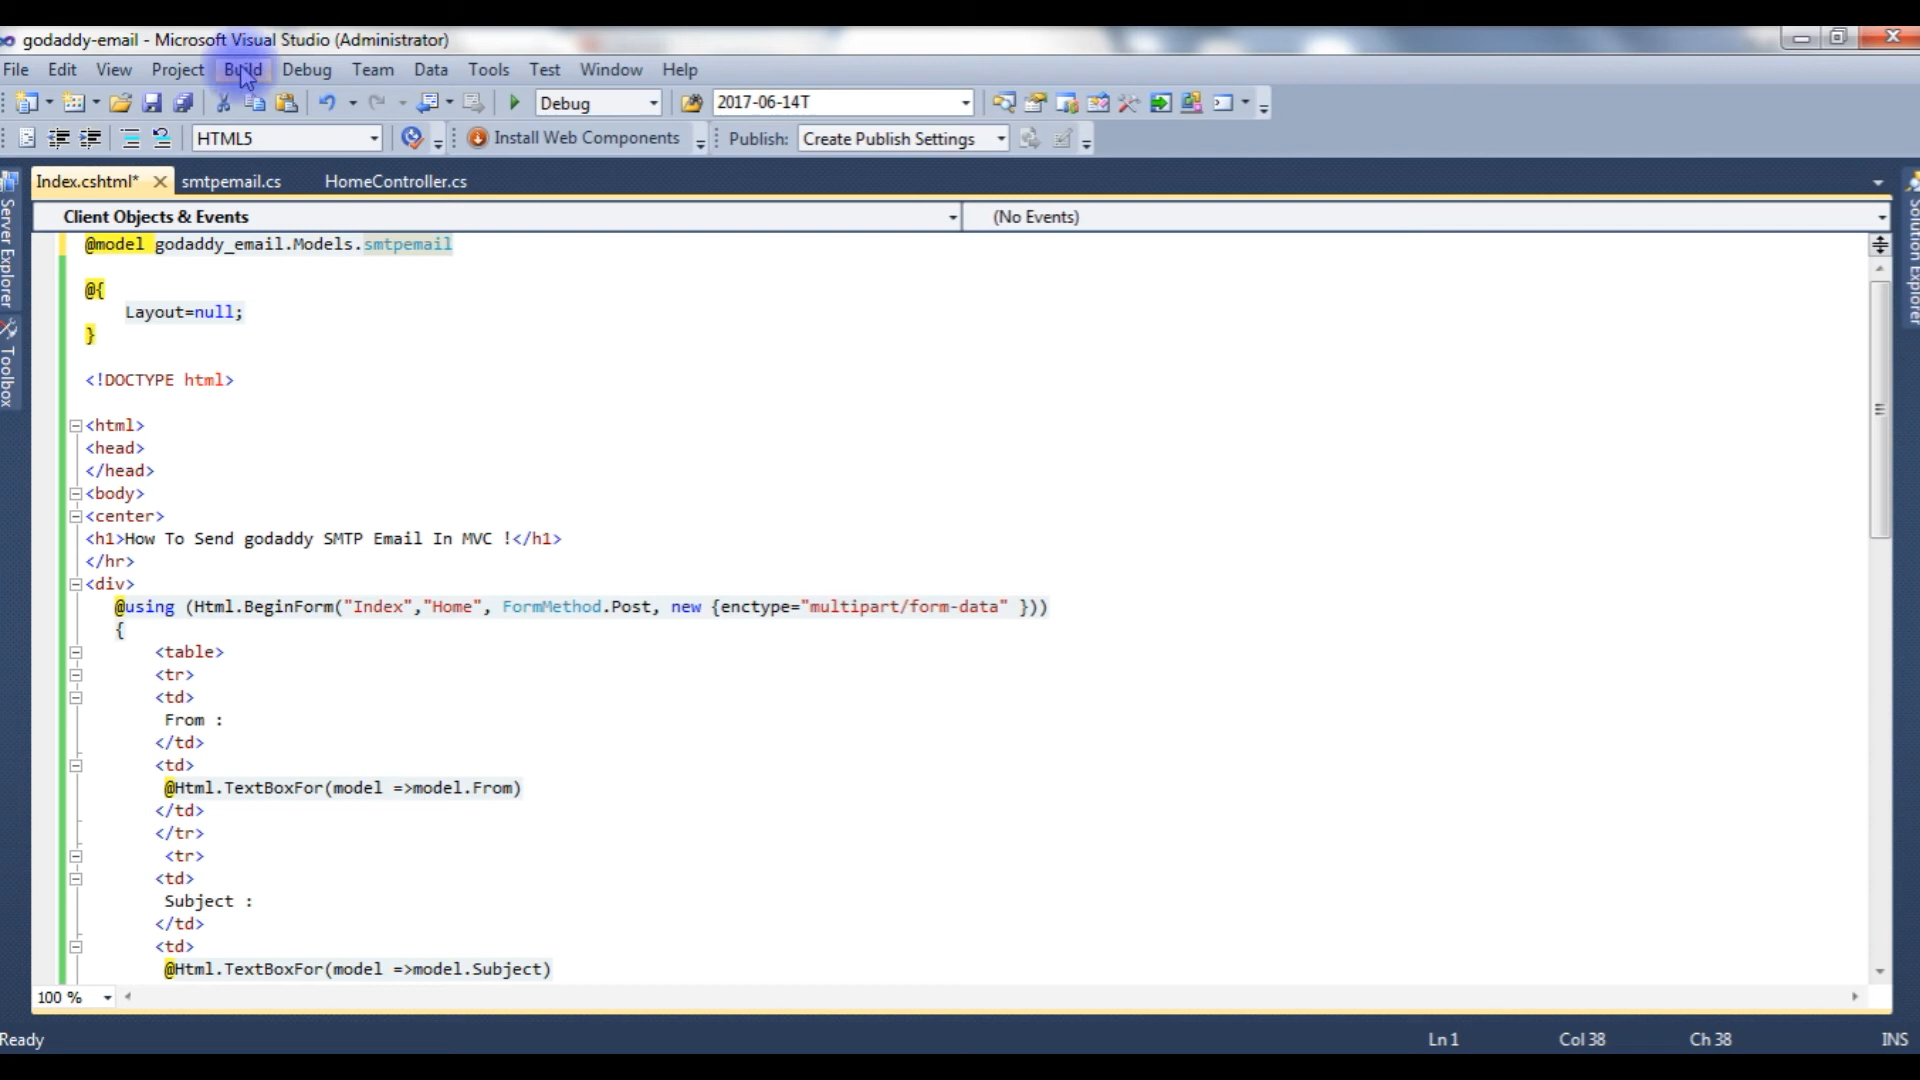 godaddy-email - Microsoft Visual Studio (Administrator)
File Edit View Project Build Debug Team Data Tools Test Window Help
Debug 2017-06-14T
HTML5 Install Web Components Publish: Create Publish Settings
Index.cshtml* smtpemail.cs HomeController.cs
Client Objects & Events (No Events)
Server Explorer
Toolbox
Solution Explorer
@model godaddy_email.Models.smtpemail
@{
Layout=null;
}
<!DOCTYPE html>
<html>
<head>
</head>
<body>
<center>
<h1>How To Send godaddy SMTP Email In MVC !</h1>
</hr>
<div>
@using (Html.BeginForm("Index","Home", FormMethod.Post, new {enctype="multipart/form-data" }))
{
<table>
<tr>
<td>
From :
</td>
<td>
@Html.TextBoxFor(model =>model.From)
</td>
</tr>
<tr>
<td>
Subject :
</td>
<td>
@Html.TextBoxFor(model =>model.Subject)
100 %
Ready Ln 1 Col 38 Ch 38 INS